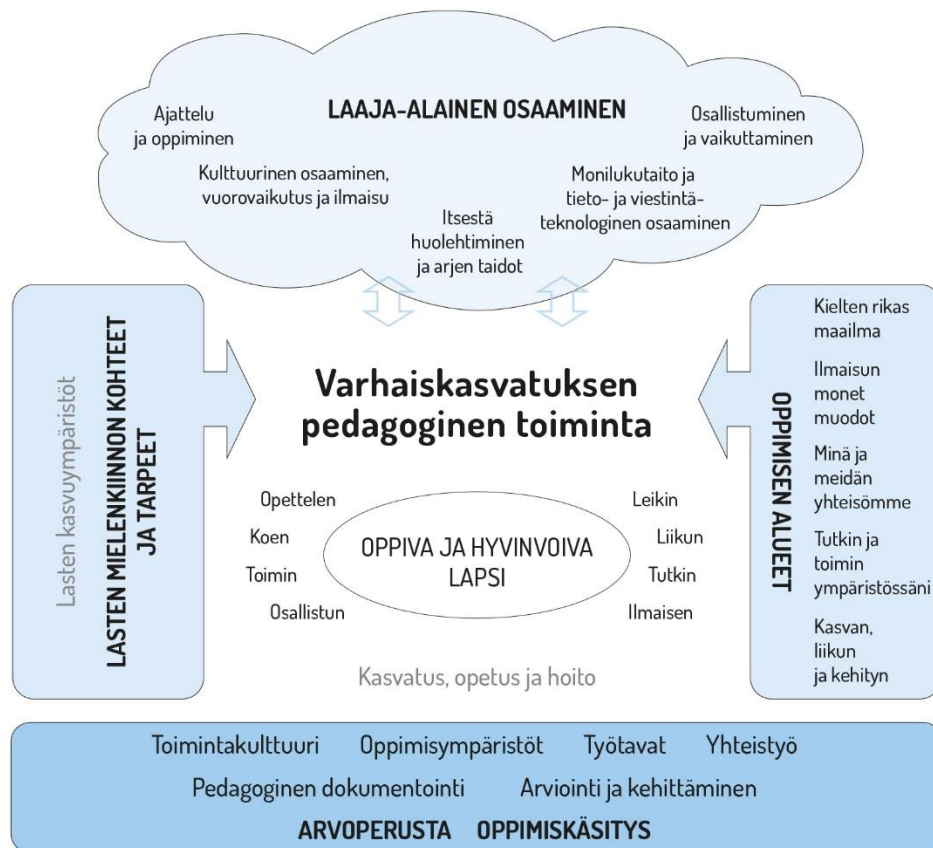 LAAJA-ALAINEN OSAAMINEN
Ajattelu
ja oppiminen
Kulttuurinen osaaminen,
vuorovaikutus ja ilmaisu
Itsestä
huolehtiminen
ja arjen taidot
Monilukutaito ja
tieto- ja viestintä-
teknologinen osaaminen
Osallistuminen
ja vaikuttaminen
Lasten kasvuympäristöt
LASTEN MIELENKIINNON KOHTEET
JA TARPEET
Varhaiskasvatuksen
pedagoginen toiminta
Opettelen
Koen
Toimin
Osallistun
OPPIVA JA HYVINVOIVA
LAPSI
Leikin
Liikun
Tutkin
Ilmaisen
Kasvatus, opetus ja hoito
OPPIMISEN ALUEET
Kielten rikas
maailma
Ilmaisun
monet
muodot
Minä ja
meidän
yhteisömme
Tutkin ja
toimin
ympäristössäni
Kasvan,
liikun
ja kehityn
Toimintakulttuuri Oppimisympäristöt Työtavat Yhteistyö
Pedagoginen dokumentointi Arviointi ja kehittäminen
ARVOPERUSTA OPPIMISKÄSITYS